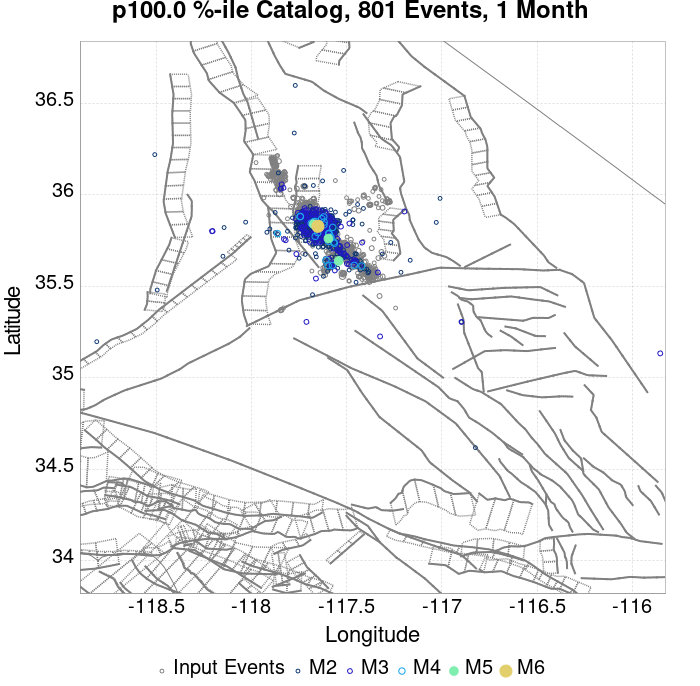 p100.0 %-ile Catalog, 801 Events, 1 Month
36.5
36
35.5
35
34.5
34
Latitude
-118.5 -118 -117.5 -117 -116.5 -116
Longitude
Input Events M2 M3 M4 M5 M6